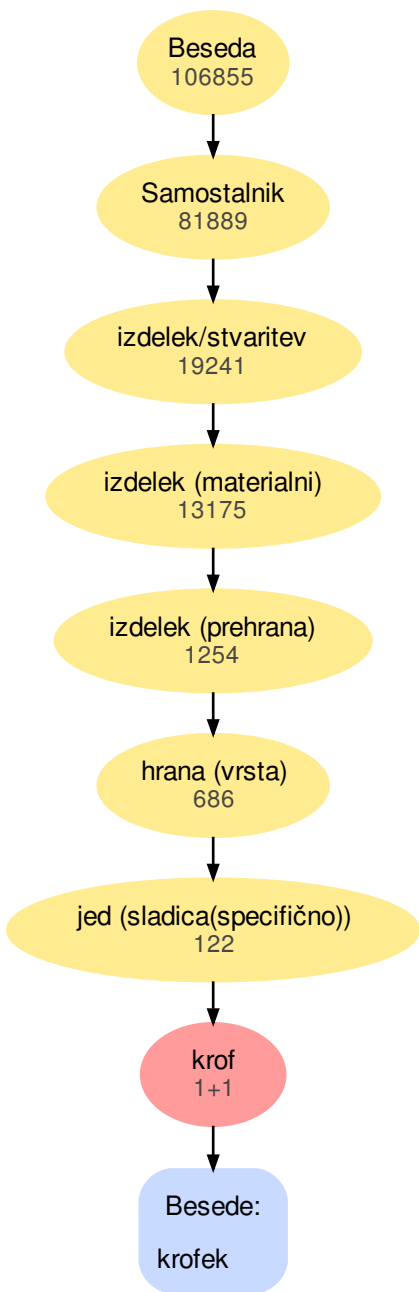 Beseda
106855
Samostalnik
81889
izdelek/stvaritev
19241
izdelek (materialni)
13175
izdelek (prehrana)
1254
hrana (vrsta)
686
jed (sladica(specifično))
122
krof
1+1
Besede:
krofek